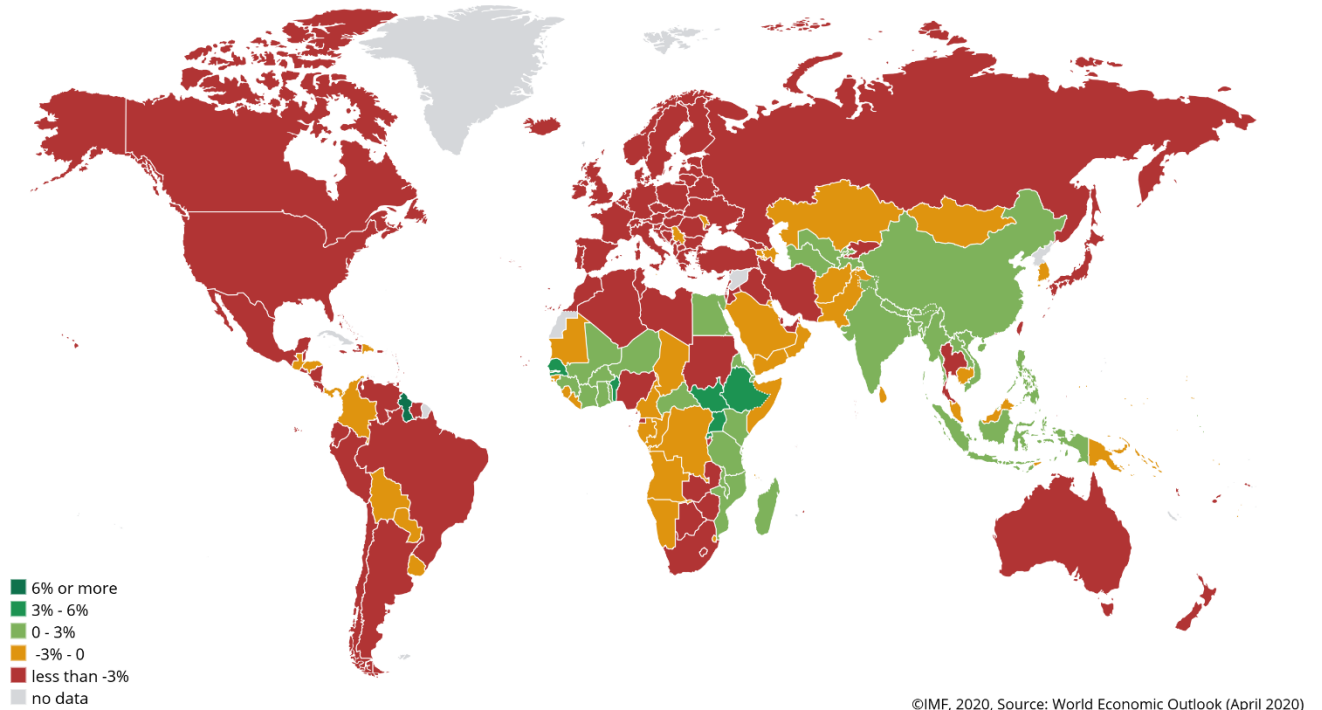 6% or more
3% - 6%
0 - 3%
-3% - 0
less than -3%
no data
©IMF, 2020, Source: World Economic Outlook (April 2020)